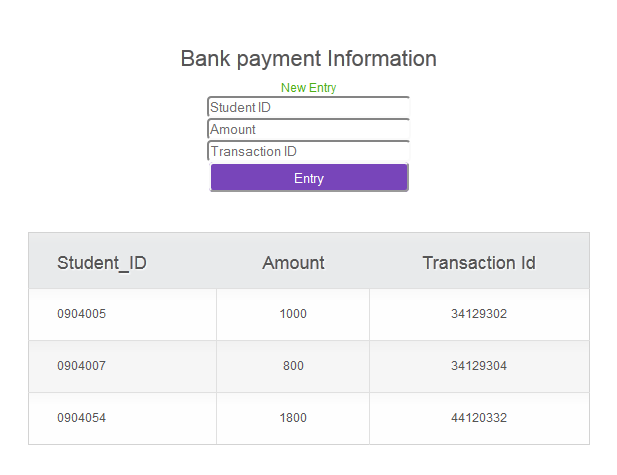 Bank payment Information
New Entry
Student ID
Amount
Transaction ID
Entry
Student_ID Amount Transaction Id
0904005 1000 34129302
0904007 800 34129304
0904054 1800 44120332